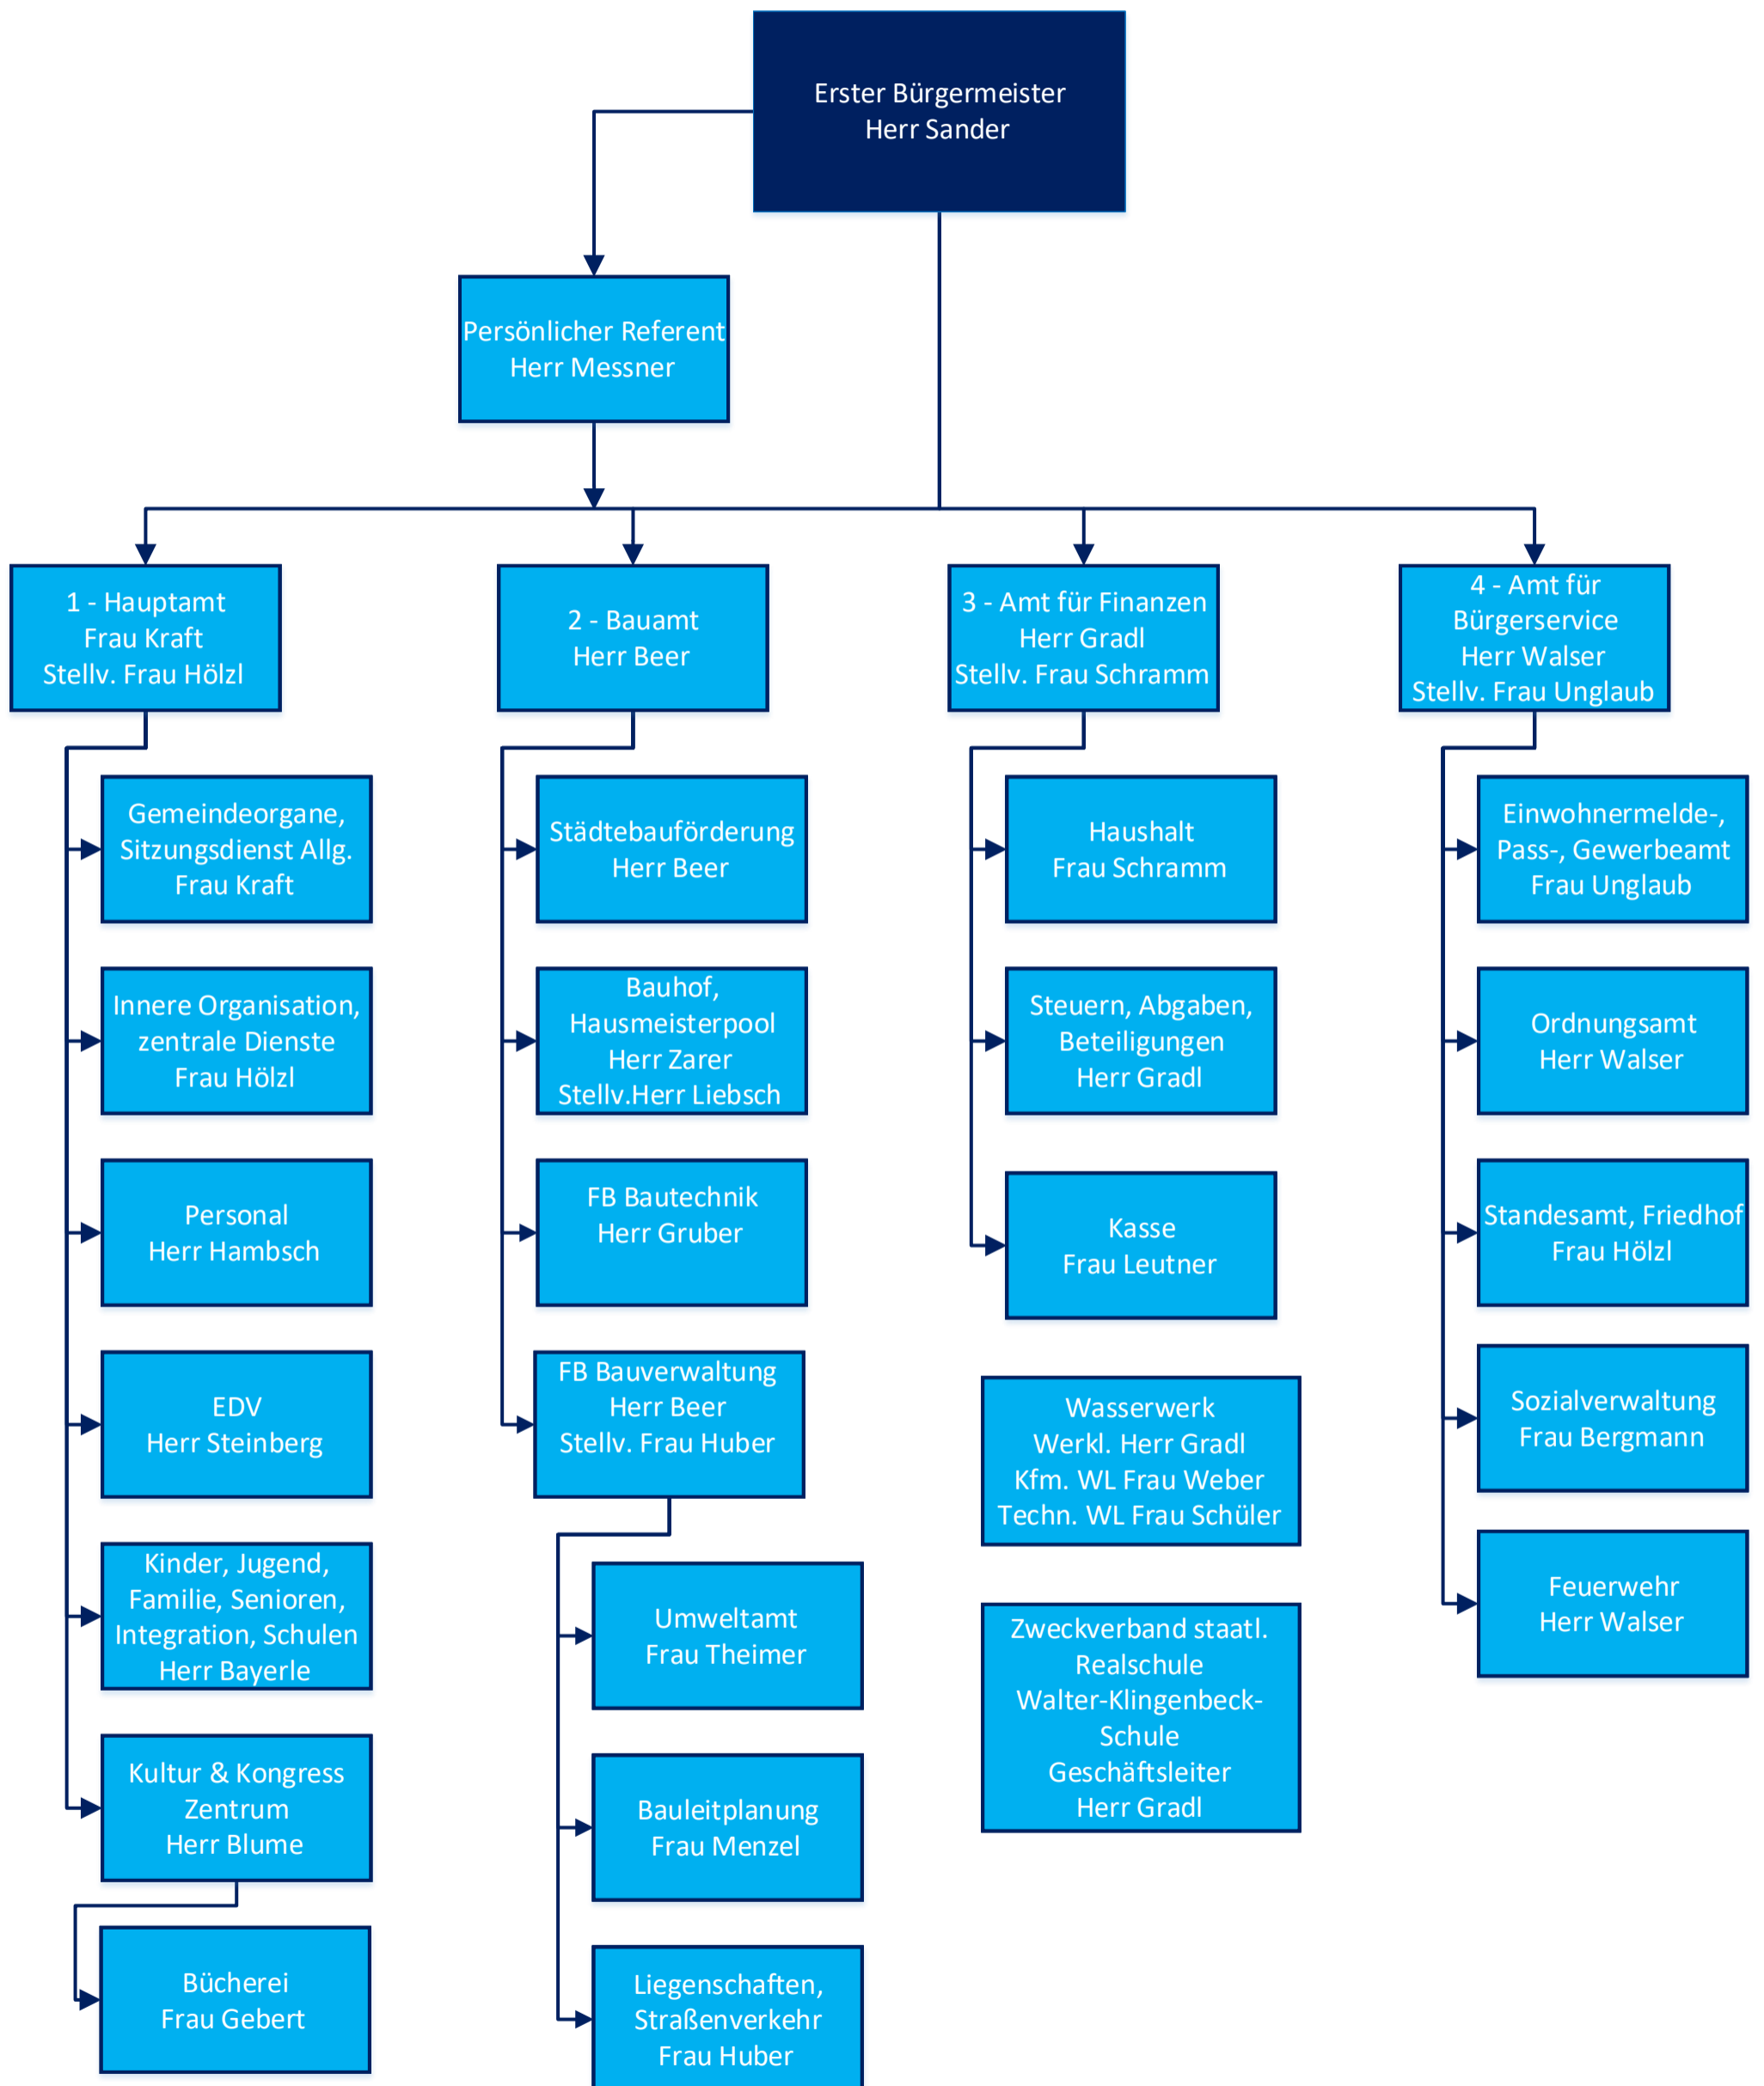 Erster Bürgermeister
Herr Sander
Persönlicher Referent
Herr Messner
1 - Hauptamt
Frau Kraft
Stellv. Frau Hölzl
Gemeindeorgane,
Sitzungsdienst Allg.
Frau Kraft
Innere Organisation,
zentrale Dienste
Frau Hölzl
Personal
Herr Hambsch
EDV
Herr Steinberg
Kinder, Jugend,
Familie, Senioren,
Integration, Schulen
Herr Bayerle
Kultur & Kongress
Zentrum
Herr Blume
Bücherei
Frau Gebert
2 - Bauamt
Herr Beer
Städtebauförderung
Herr Beer
Bauhof,
Hausmeisterpool
Herr Zarer
Stellv.Herr Liebsch
FB Bautechnik
Herr Gruber
FB Bauverwaltung
Herr Beer
Stellv. Frau Huber
Umweltamt
Frau Theimer
Bauleitplanung
Frau Menzel
Liegenschaften,
Straßenverkehr
Frau Huber
3 - Amt für Finanzen
Herr Gradl
Stellv. Frau Schramm
Haushalt
Frau Schramm
Steuern, Abgaben,
Beteiligungen
Herr Gradl
Kasse
Frau Leutner
Wasserwerk
Werkl. Herr Gradl
Kfm. WL Frau Weber
Techn. WL Frau Schüler
Zweckverband staatl.
Realschule
Walter-Klingenbeck-
Schule
Geschäftsleiter
Herr Gradl
4 - Amt für
Bürgerservice
Herr Walser
Stellv. Frau Unglaub
Einwohnermelde-,
Pass-, Gewerbeamt
Frau Unglaub
Ordnungsamt
Herr Walser
Standesamt, Friedhof
Frau Hölzl
Sozialverwaltung
Frau Bergmann
Feuerwehr
Herr Walser